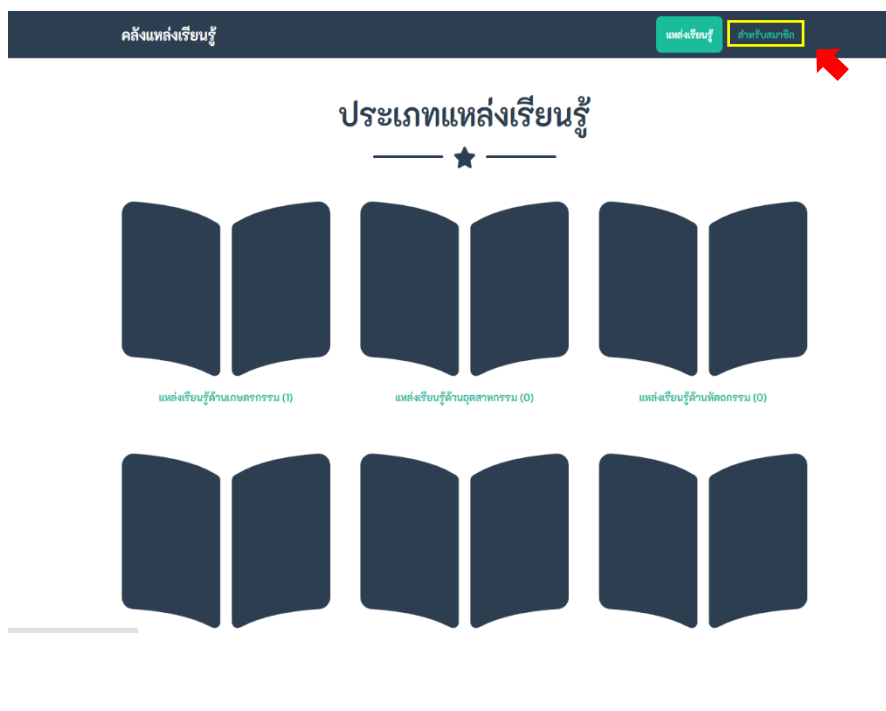 คลังแหล่งเรียนรู้
แหล่งเรียนรู้ สำหรับสมาชิก
ประเภทแหล่งเรียนรู้
แหล่งเรียนรู้ด้านเกษตรกรรม (1) แหล่งเรียนรู้ด้านอุตสาหกรรม (0) แหล่งเรียนรู้ด้านหัตถกรรม (0)